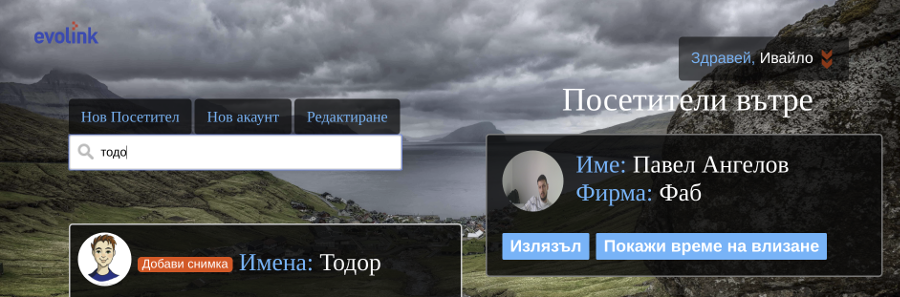 evolink
Здравей, Ивайло
Нов Посетител
Нов акаунт
Редактиране
тодо
Добави снимка
Имена: Тодор
Посетители вътре
Име: Павел Ангелов
Фирма: Фаб
Излязъл
Покажи време на влизане